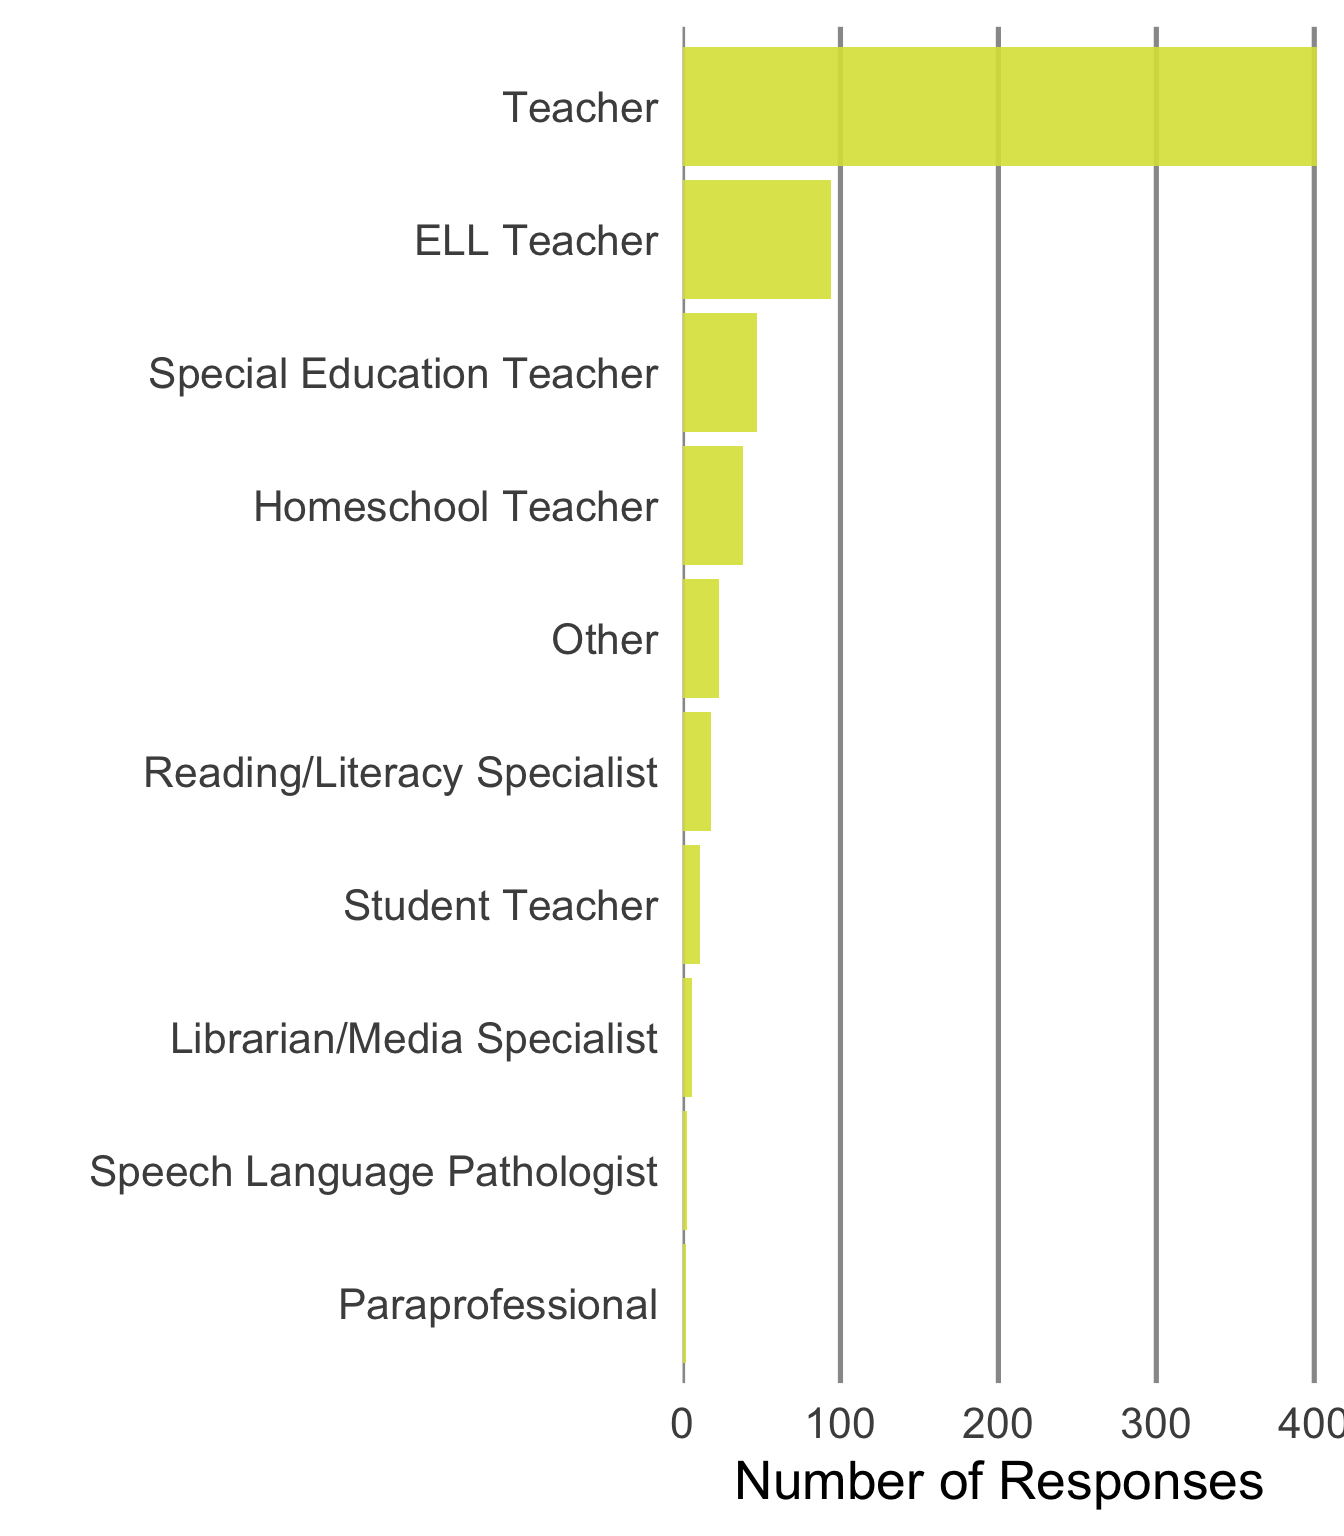 Teacher
ELL Teacher
Special Education Teacher
Homeschool Teacher
Other
Reading/Literacy Specialist
Student Teacher
Librarian/Media Specialist
Speech Language Pathologist
Paraprofessional
0 100 200 300 400
Number of Responses